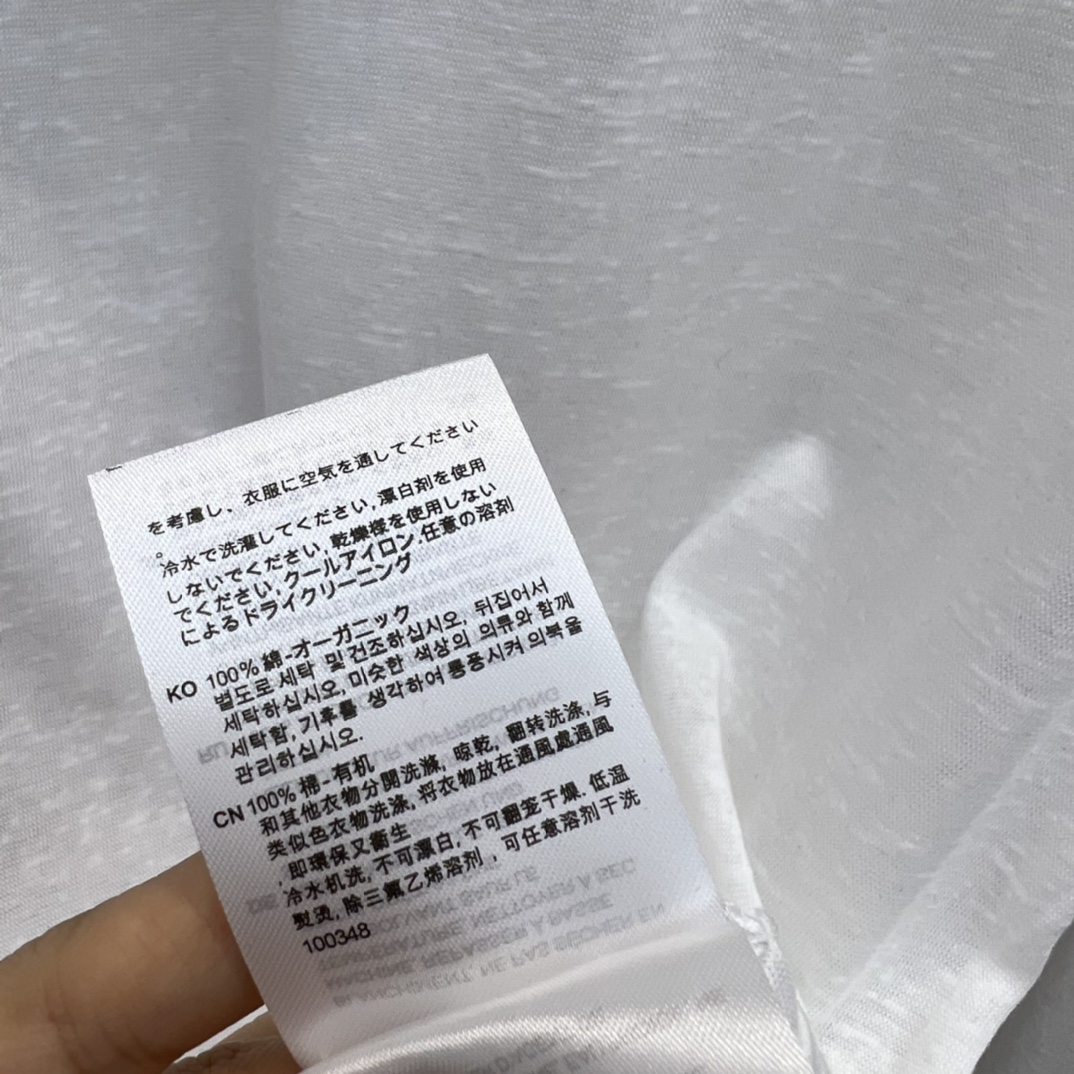 を考慮し、衣服に空気を通してください
。
冷水で洗濯してください,漂白剤を使用
しないでください,乾燥様を使用しない
でください,クールアイロン.任意の溶剤
によるドライクリーニング
KO 100% 綿-オーガニック
별도로 세탁 및 건조하십시오, 뒤집어서
세탁하십시오, 미슷한 색상의 의류와 함께
세탁함, 기후를 생각하여 통풍시켜 의복을
관리하십시오.
CN 100% 棉-有机
和其他衣物分開洗滌, 晾乾, 翻转洗涤, 与
类似色衣物洗涤, 将衣物放在通風處通風
,即環保又衛生
冷水机洗, 不可漂白, 不可翻笼干燥. 低温
熨烫, 除三氟乙烯溶剂 , 可任意溶剂干洗
100348